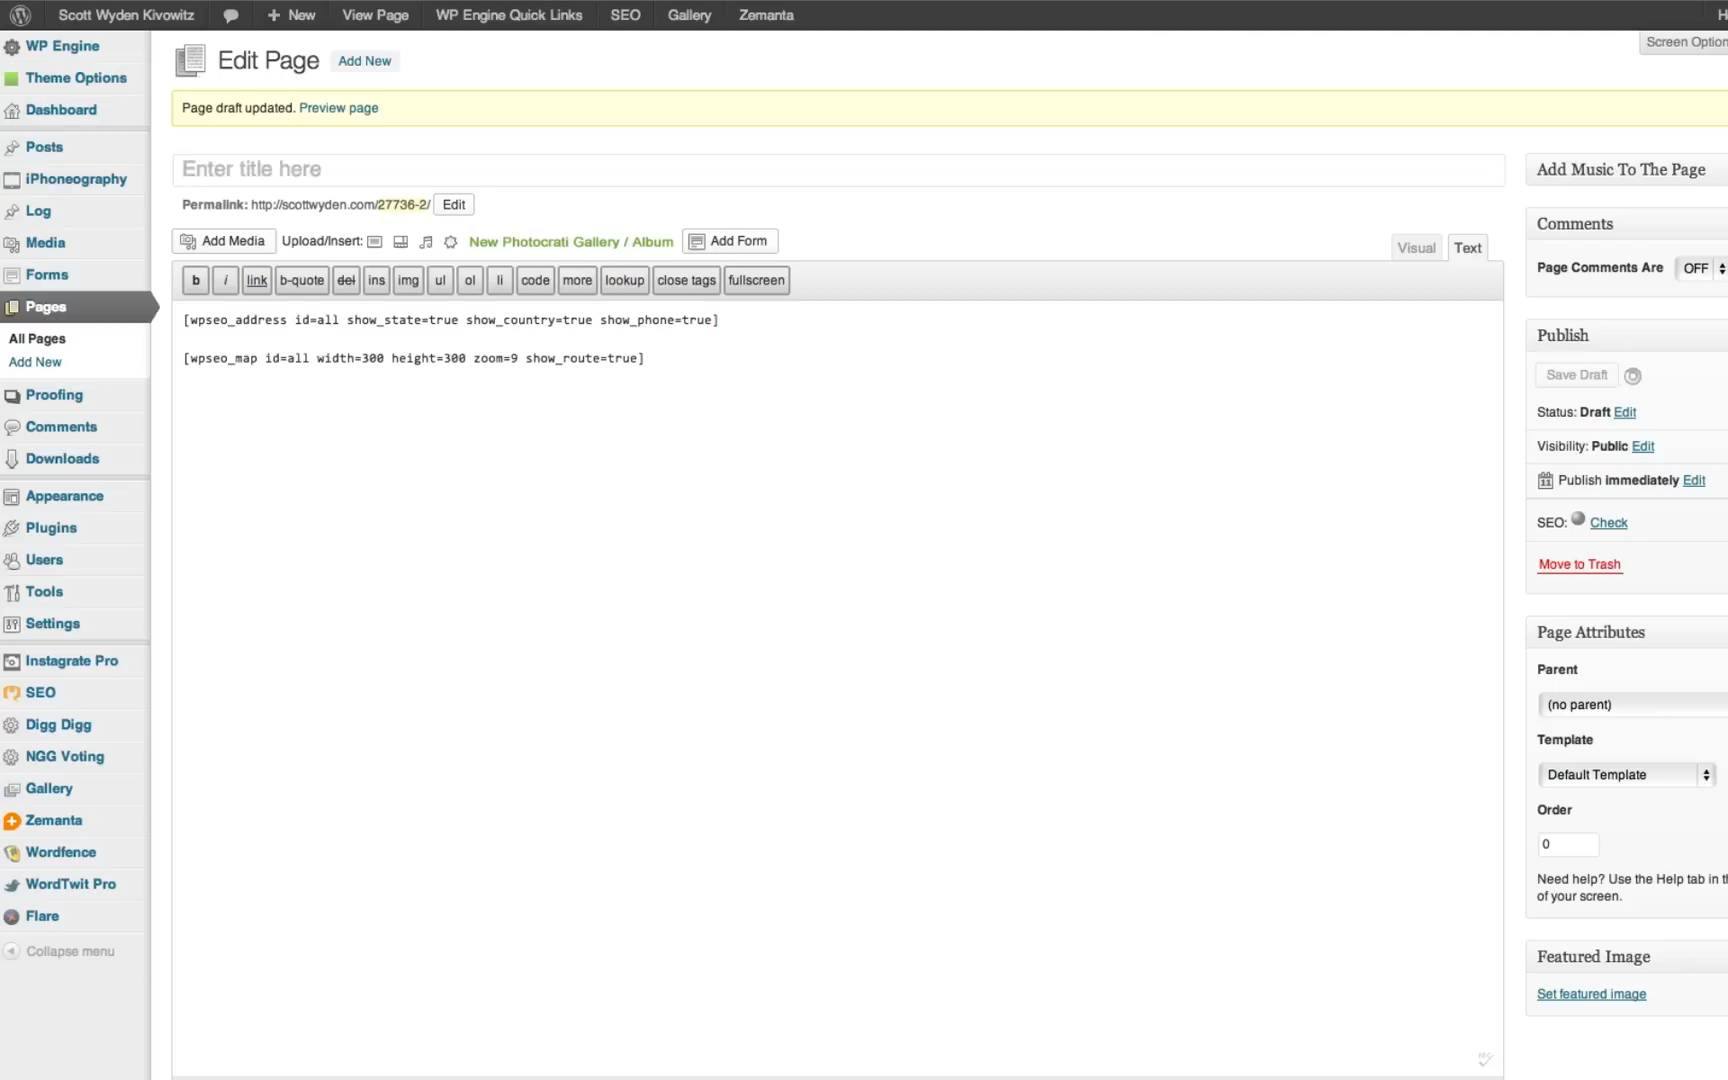 Scott Wyden Kivowitz
New
View Page
WP Engine Quick Links
SEO
Gallery
Zemanta
H
WP Engine
Theme Options
Dashboard
Posts
iPhoneography
Log
Media
Forms
Pages
All Pages
Add New
Proofing
Comments
Downloads
Appearance
Plugins
Users
Tools
Settings
Instagrate Pro
SEO
Digg Digg
NGG Voting
Gallery
Zemanta
Wordfence
WordTwit Pro
Flare
Collapse menu
Edit Page Add New
Screen Option
Page draft updated. Preview page
Enter title here
Permalink: http://scottwyden.com/27736-2/ Edit
Add Media Upload/Insert: New Photocrati Gallery / Album Add Form
Visual Text
b i link b-quote del ins img ul ol li code more lookup close tags fullscreen
[wpseo_address id=all show_state=true show_country=true show_phone=true]
[wpseo_map id=all width=300 height=300 zoom=9 show_route=true]
Add Music To The Page
Comments
Page Comments Are OFF
Publish
Save Draft
Status: Draft Edit
Visibility: Public Edit
11 Publish immediately Edit
SEO: Check
Move to Trash
Page Attributes
Parent
(no parent)
Template
Default Template
Order
0
Need help? Use the Help tab in th
of your screen.
Featured Image
Set featured image